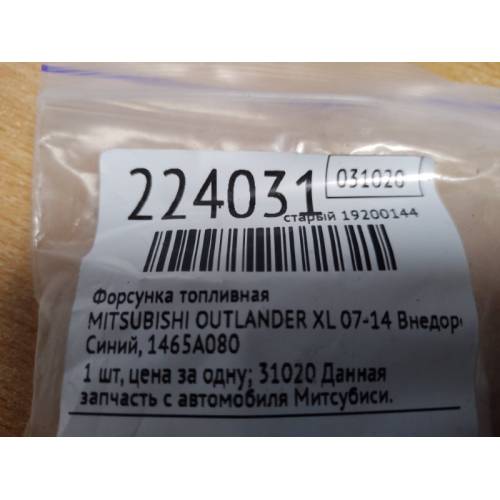 224031
031020
старый 19200144
Форсунка топливная
MITSUBISHI OUTLANDER XL 07-14 Внедор
Синий, 1465A080
1 шт, цена за одну; 31020 Данная
запчасть с автомобиля Митсубиси.